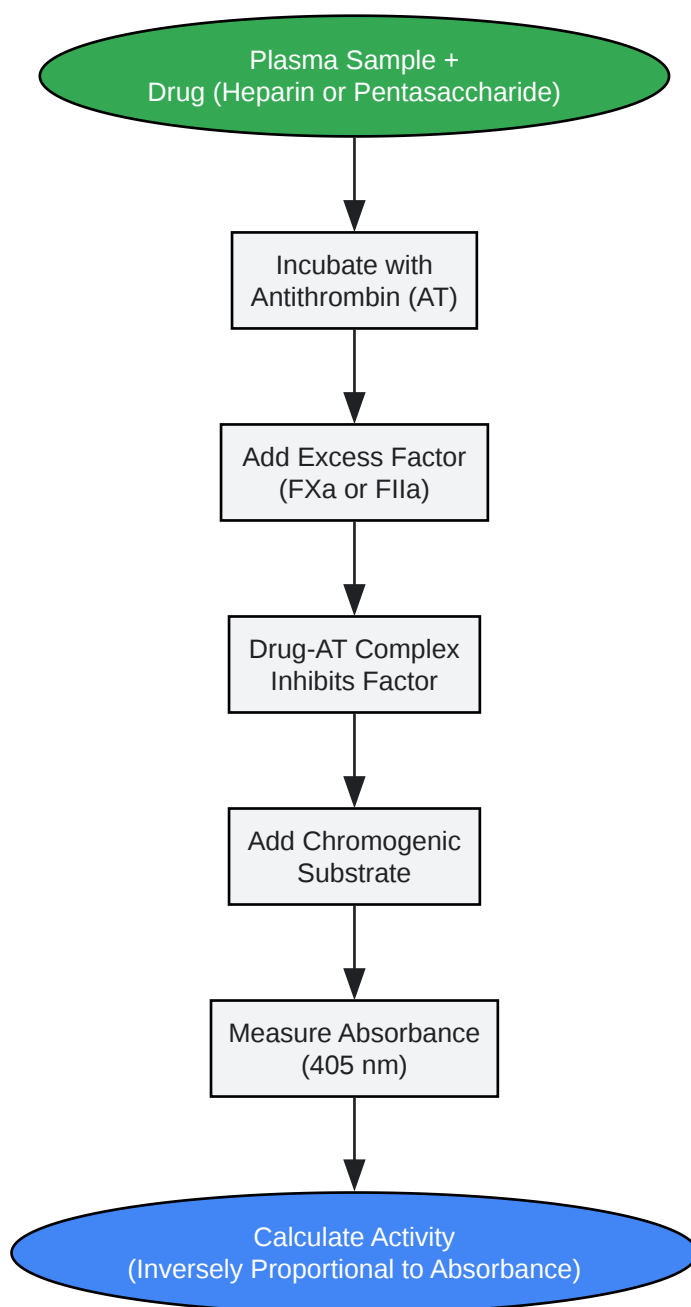 Plasma Sample +
Drug (Heparin or Pentasaccharide)
Incubate with
Antithrombin (AT)
Add Excess Factor
(FXa or FIIa)
Drug-AT Complex
Inhibits Factor
Add Chromogenic
Substrate
Measure Absorbance
(405 nm)
Calculate Activity
(Inversely Proportional to Absorbance)